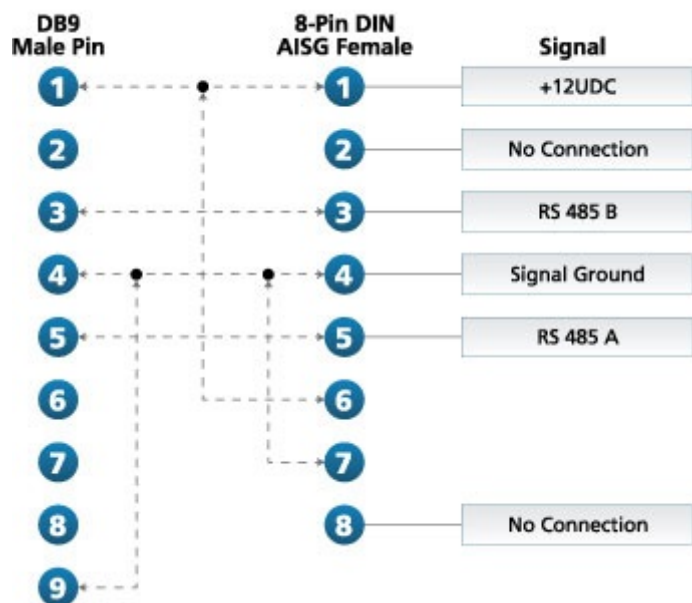 DB9
Male Pin
8-Pin DIN
AISG Female
Signal
1 1 +12UDC
2 2 No Connection
3 3 RS 485 B
4 4 Signal Ground
5 5 RS 485 A
6 6
7 7
8 8 No Connection
9